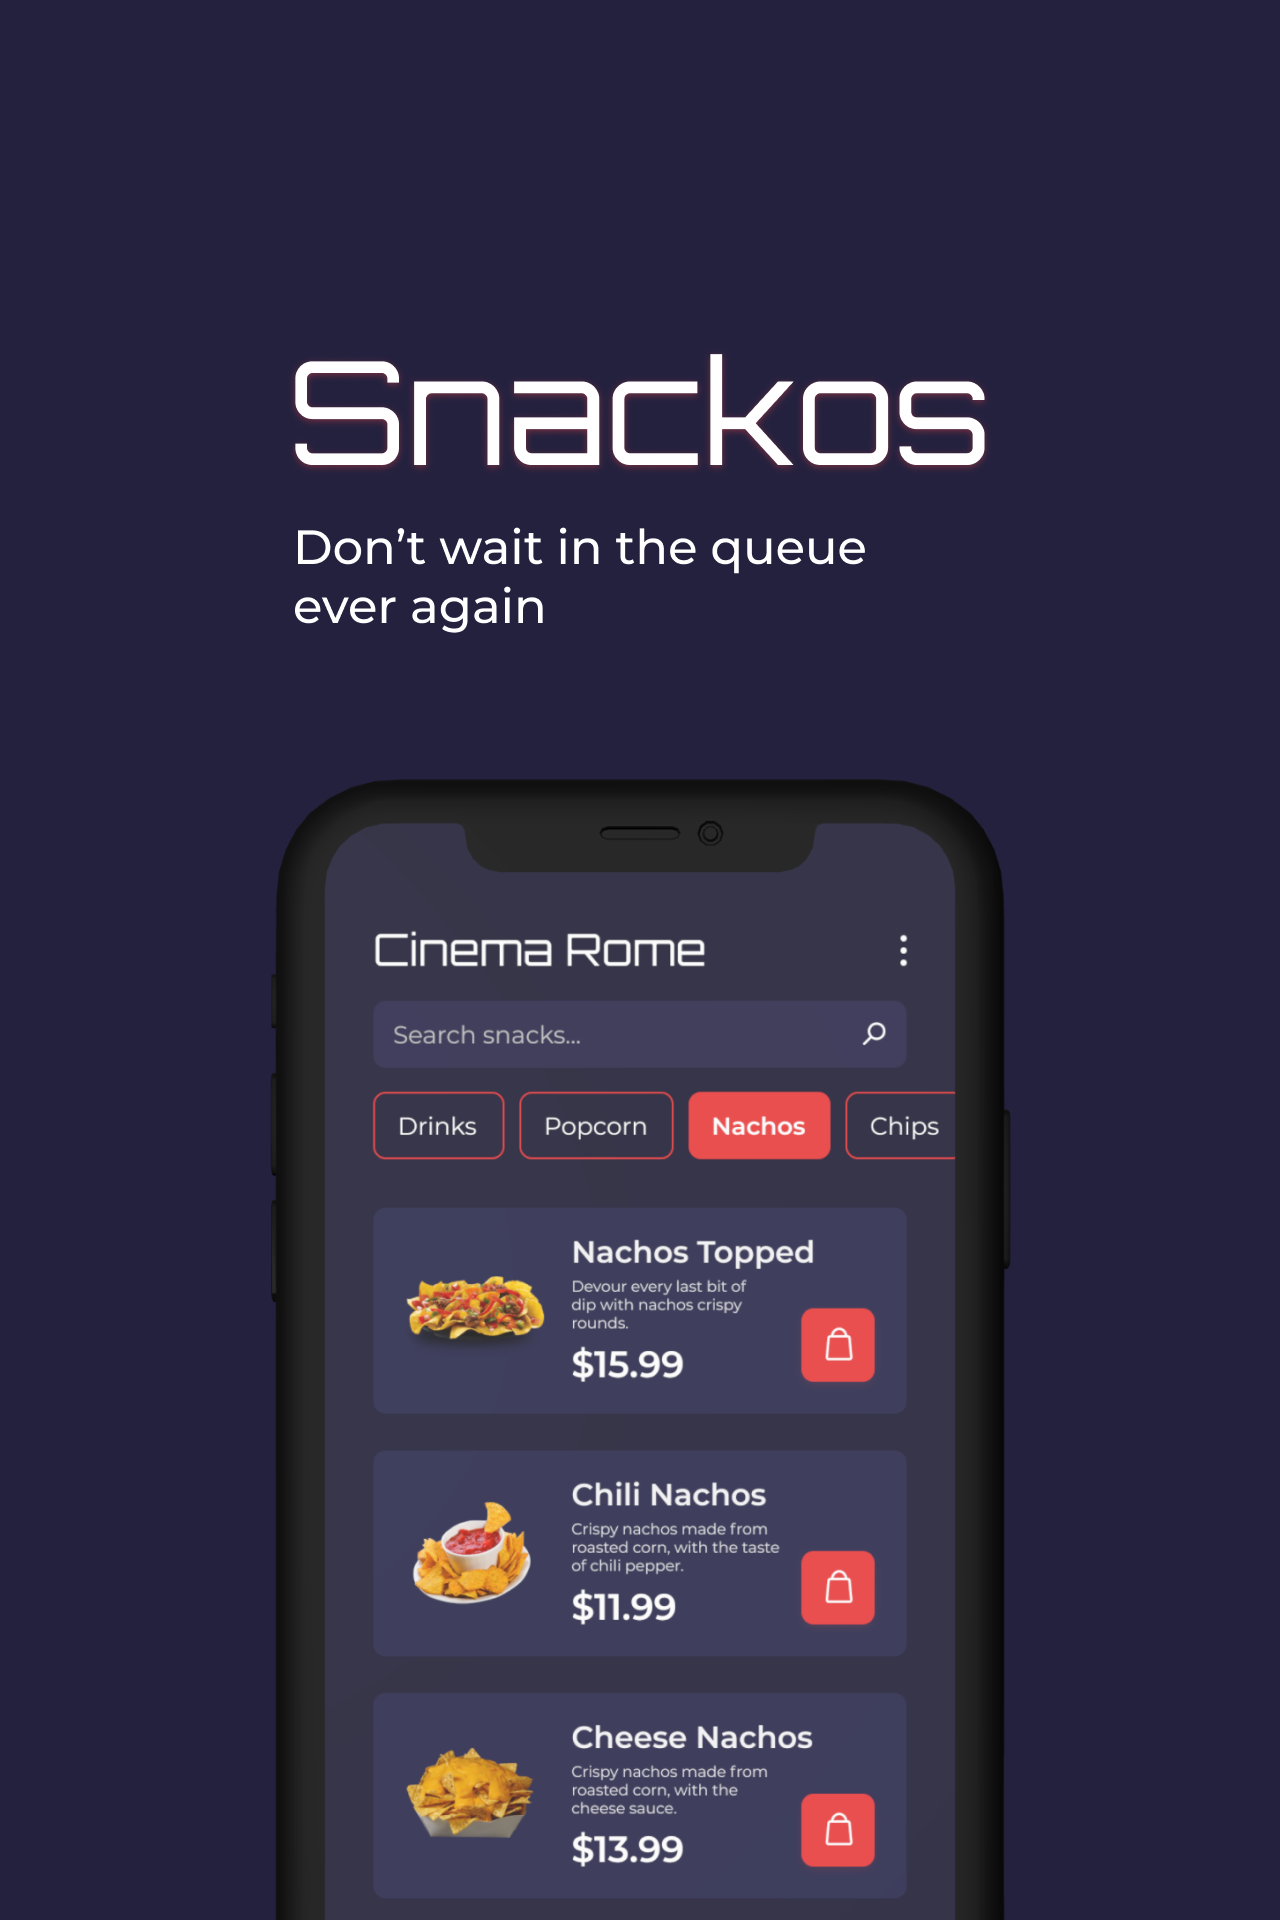 Snackos
Don’t wait in the queue
ever again
Cinema Rome
Search snacks...
Drinks
Popcorn
Nachos
Chips
Nachos Topped
Devour every last bit of
dip with nachos crispy
rounds.
$15.99
Chili Nachos
Crispy nachos made from
roasted corn, with the taste
of chili pepper.
$11.99
Cheese Nachos
Crispy nachos made from
roasted corn, with the
cheese sauce.
$13.99